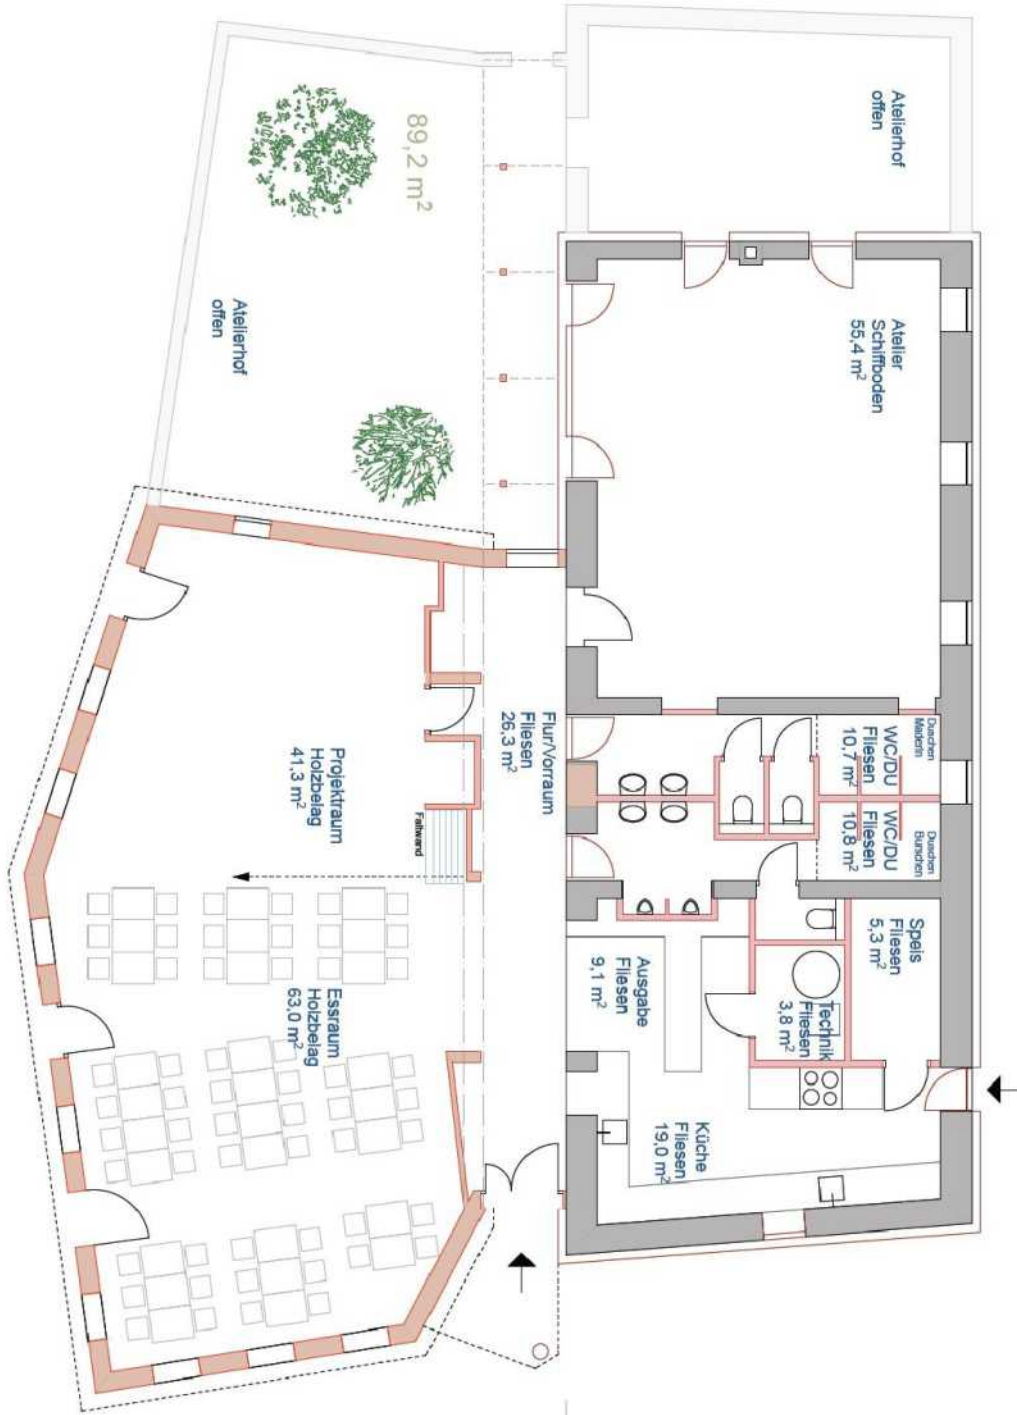 Atelierhof
offen
89,2 m²
Atelierhof
offen
Atelier
Schiffboden
55,4 m²
Flur/Vorraum
Fliesen
26,3 m²
Duschen
Maderln
WC/DU
Fliesen
10,7 m²
Duschen
Burschen
WC/DU
Fliesen
10,8 m²
Projektraum
Holzbelag
41,3 m²
Faltwand
Speis
Fliesen
5,3 m²
Ausgabe
Fliesen
9,1 m²
Technik
Fliesen
3,8 m²
Essraum
Holzbelag
63,0 m²
Küche
Fliesen
19,0 m²